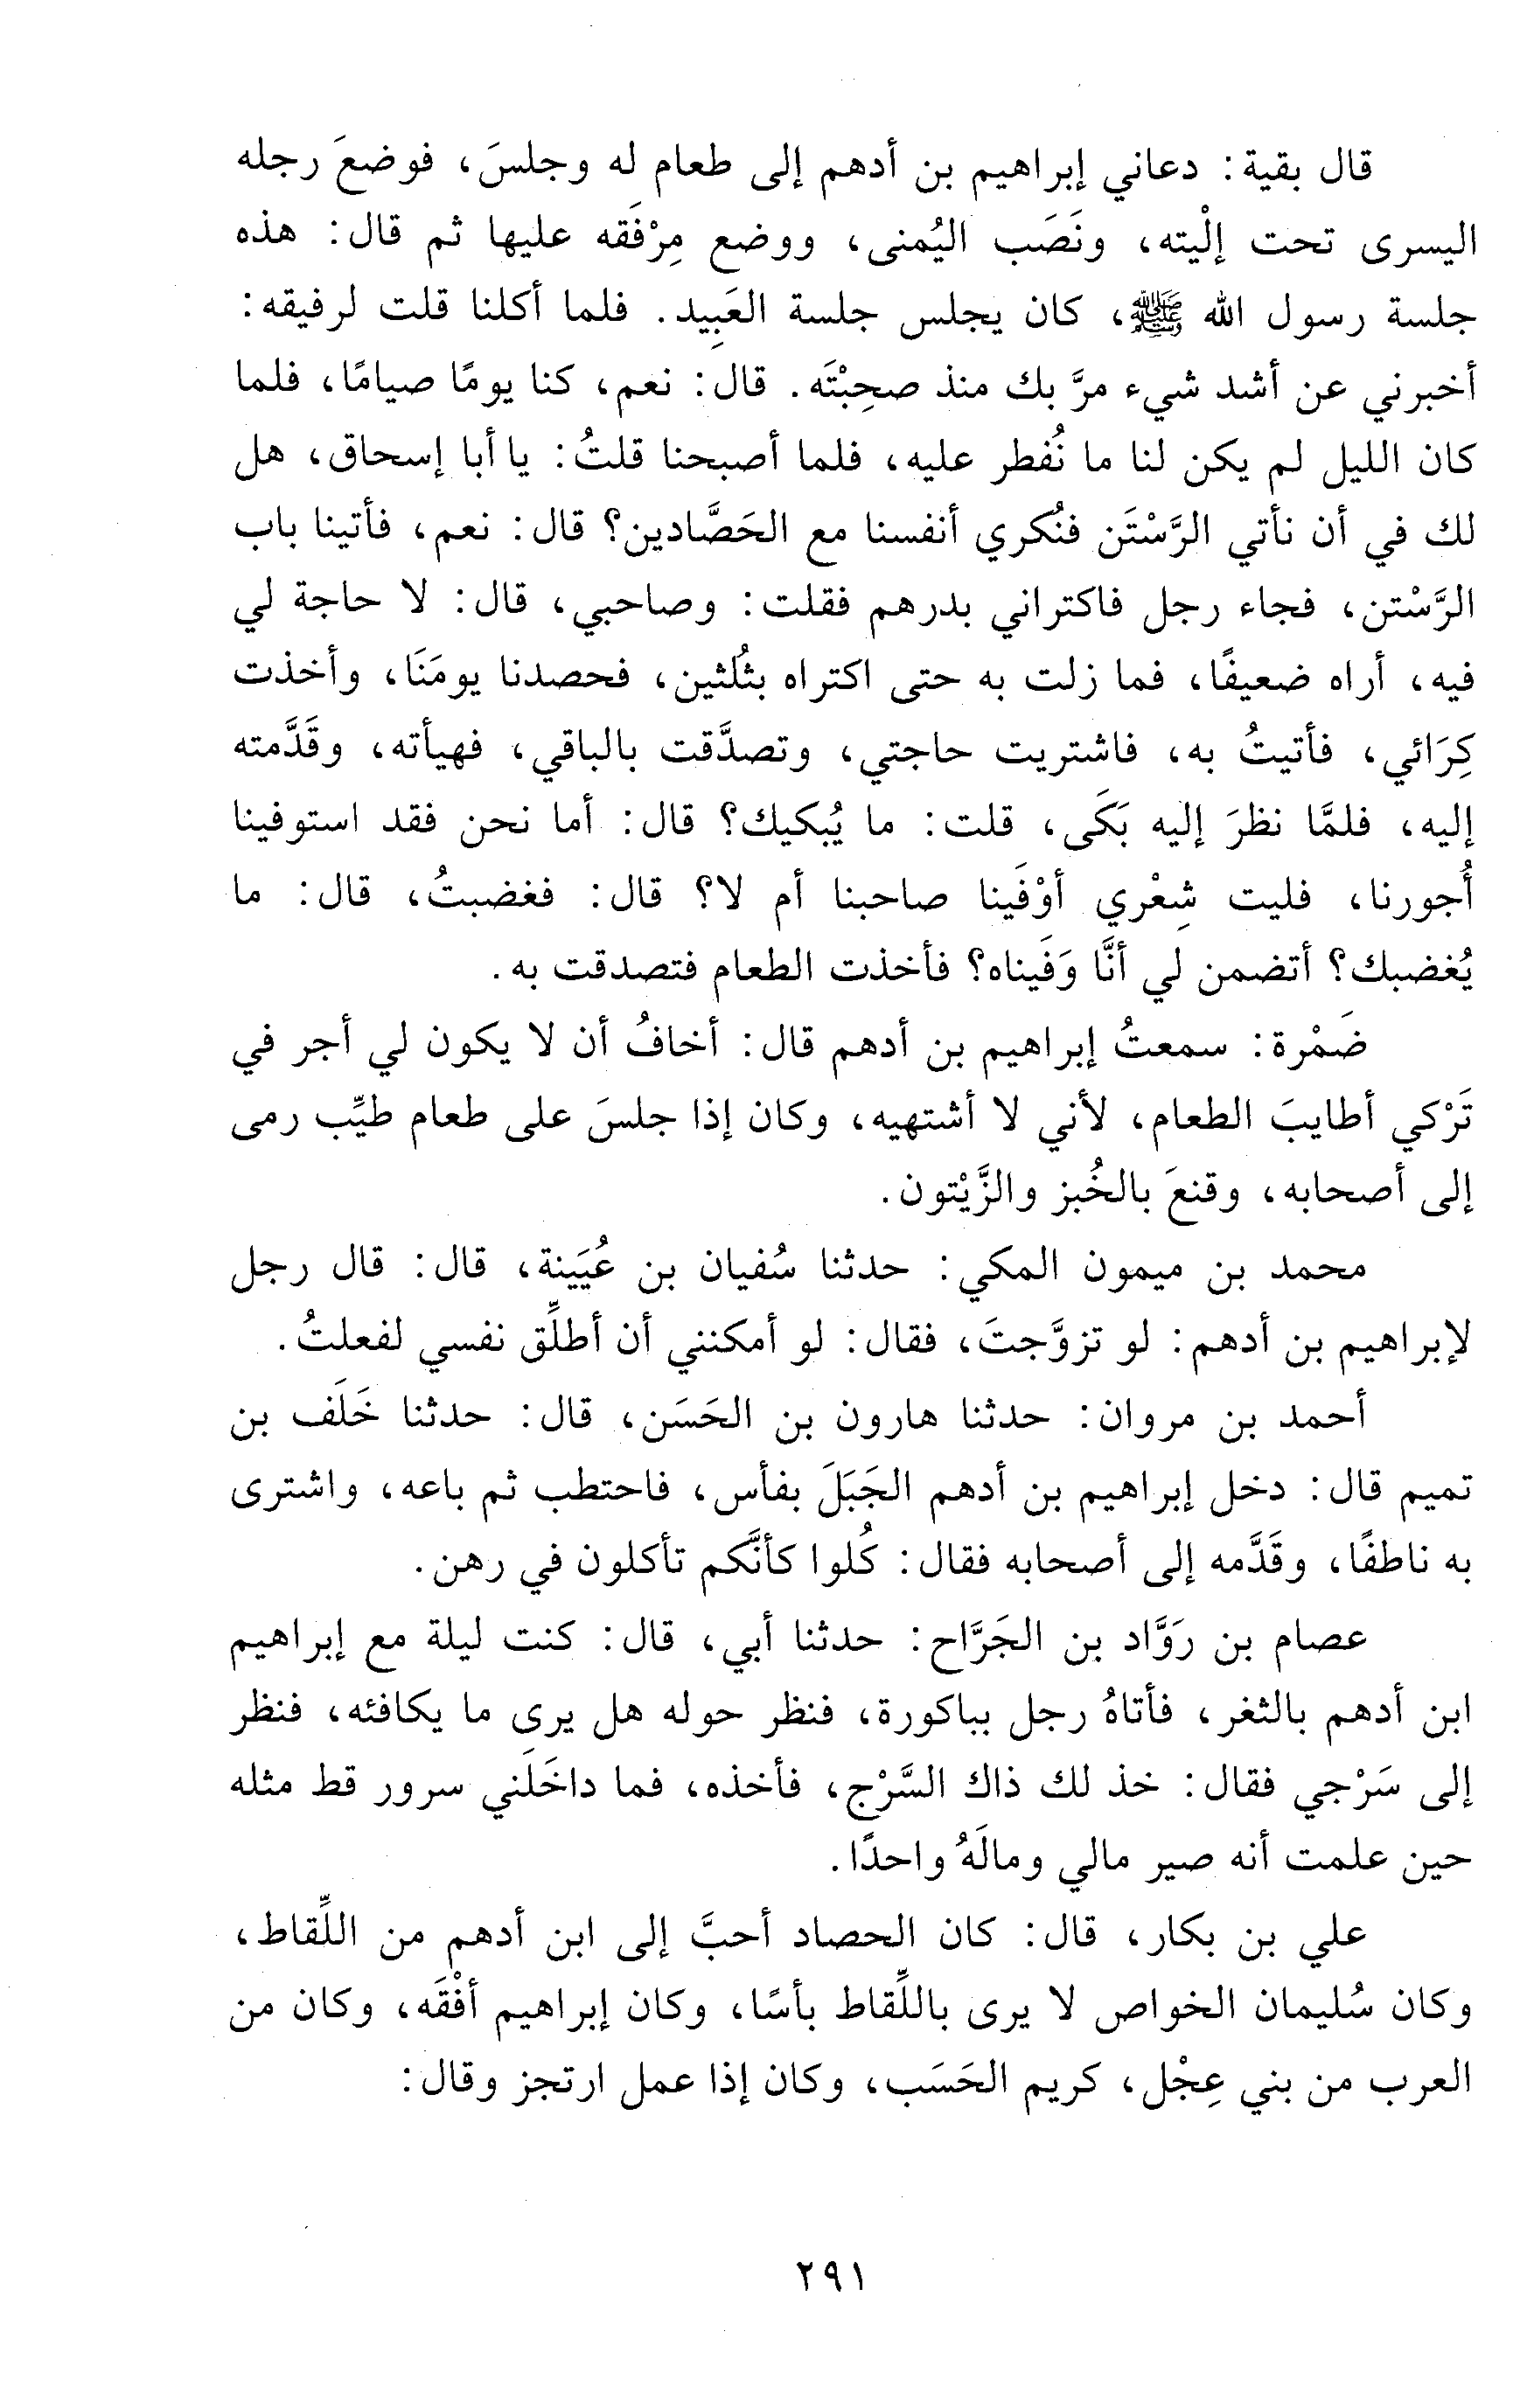 قال بقية: دعاني إبراهيم بن أدهم إلى طعام له وجلسَ، فوضعَ رجله
اليسرى تحت إلْيته، ونَصَب اليُمنى، ووضع مِرْفَقه عليها ثم قال: هذه
جلسة رسول الله ﷺ، كان يجلس جلسة العَبِيد. فلما أكلنا قلت لرفيقه:
أخبرني عن أشد شيء مرَّ بك منذ صحِبْتَه. قال: نعم، كنا يومًا صيامًا، فلما
كان الليل لم يكن لنا ما نُفطر عليه، فلما أصبحنا قلتُ: يا أبا إسحاق، هل
لك في أن نأتي الرَّسْتَن فنُكري أنفسنا مع الحَصَّادين؟ قال: نعم، فأتينا باب
الرَّسْتن، فجاء رجل فاكتراني بدرهم فقلت: وصاحبي، قال: لا حاجة لي
فيه، أراه ضعيفًا، فما زلت به حتى اكتراه بثُلثين، فحصدنا يومَنَا، وأخذت
كِرَائي، فأتيتُ به، فاشتريت حاجتي، وتصدَّقت بالباقي، فهيأته، وقَدَّمته
إليه، فلمَّا نظرَ إليه بَكَى، قلت: ما يُبكيك؟ قال: أما نحن فقد استوفينا
أُجورنا، فليت شِعْري أوْفَينا صاحبنا أم لا؟ قال: فغضبتُ، قال: ما
يُغضبك؟ أتضمن لي أنَّا وَفَيناه؟ فأخذت الطعام فتصدقت به.
ضَمْرة: سمعتُ إبراهيم بن أدهم قال: أخافُ أن لا يكون لي أجر في
تَرْكي أطايبَ الطعام، لأني لا أشتهيه، وكان إذا جلسَ على طعام طيِّب رمى
إلى أصحابه، وقنعَ بالخُبز والزَّيْتون.
محمد بن ميمون المكي: حدثنا سُفيان بن عُيَينة، قال: قال رجل
لإبراهيم بن أدهم: لو تزوَّجتَ، فقال: لو أمكنني أن أطلِّق نفسي لفعلتُ.
أحمد بن مروان: حدثنا هارون بن الحَسَن، قال: حدثنا خَلَف بن
تميم قال: دخل إبراهيم بن أدهم الجَبَلَ بفأس، فاحتطب ثم باعه، واشترى
به ناطفًا، وقَدَّمه إلى أصحابه فقال: كُلوا كأنَّكم تأكلون في رهن.
عصام بن رَوَّاد بن الجَرَّاح: حدثنا أبي، قال: كنت ليلة مع إبراهيم
ابن أدهم بالثغر، فأتاهُ رجل بباكورة، فنظر حوله هل يرى ما يكافئه، فنظر
إلى سَرْجي فقال: خذ لك ذاك السَّرْج، فأخذه، فما داخَلَني سرور قط مثله
حين علمت أنه صير مالي ومالَهُ واحدًا.
علي بن بكار، قال: كان الحصاد أحبَّ إلى ابن أدهم من اللِّقاط،
وكان سُليمان الخواص لا يرى باللِّقاط بأسًا، وكان إبراهيم أفْقَه، وكان من
العرب من بني عِجْل، كريم الحَسَب، وكان إذا عمل ارتجز وقال:
٢٩١